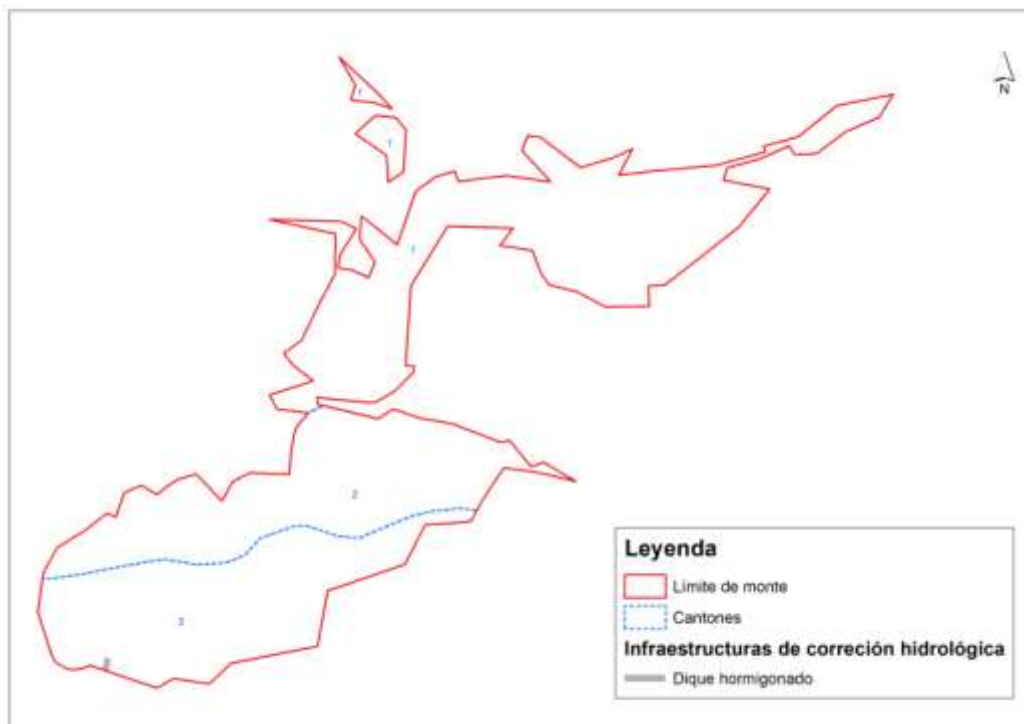 1
N
1
1
2
3
Leyenda
Límite de monte
Cantones
Infraestructuras de correción hidrológica
Dique hormigonado